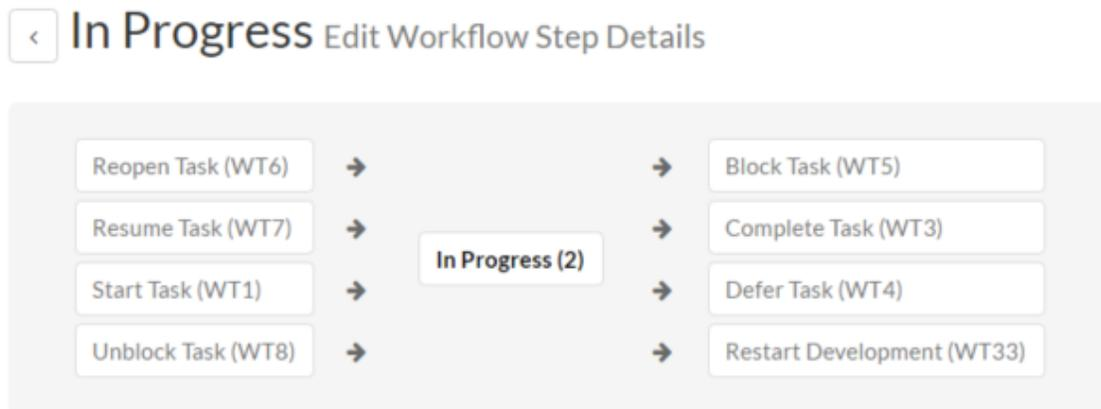 In Progress Edit Workflow Step Details
Reopen Task (WT6)
Block Task (WT5)
Resume Task (WT7)
Complete Task (WT3)
In Progress (2)
Start Task (WT1)
Defer Task (WT4)
Unblock Task (WT8)
Restart Development (WT33)